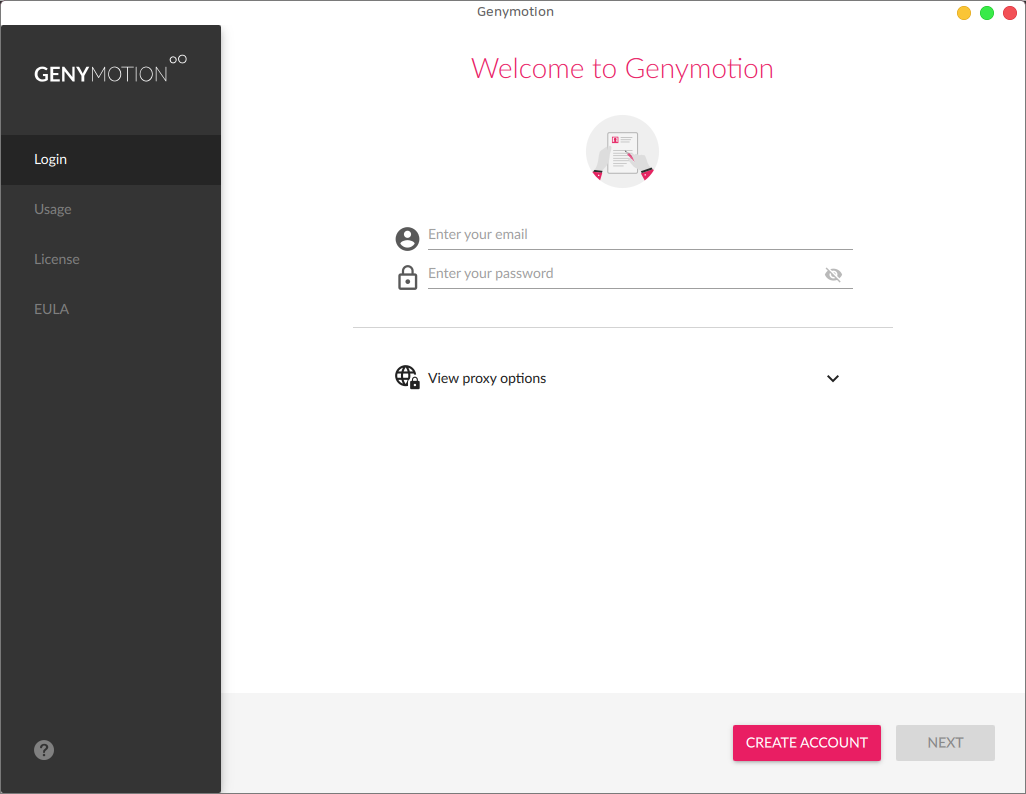 Genymotion
GENYMOTION
Login
Usage
License
EULA
?
Welcome to Genymotion
Enter your email
Enter your password
View proxy options
CREATE ACCOUNT
NEXT